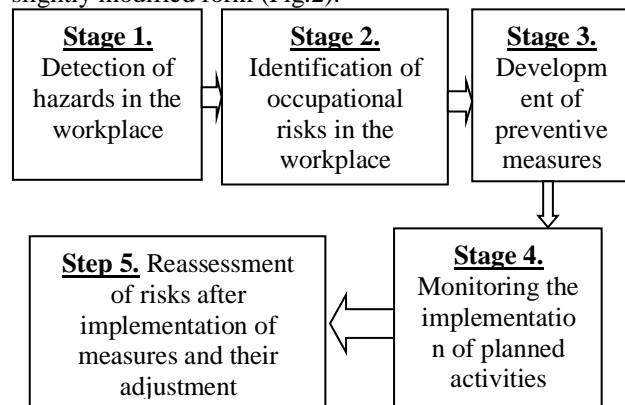 slightly modified form (Fig.2).
Stage 1.
Detection of
hazards in the
workplace
Stage 2.
Identification of
occupational
risks in the
workplace
Stage 3.
Developm
ent of
preventive
measures
Stage 4.
Monitoring the
implementatio
n of planned
activities
Step 5. Reassessment
of risks after
implementation of
measures and their
adjustment